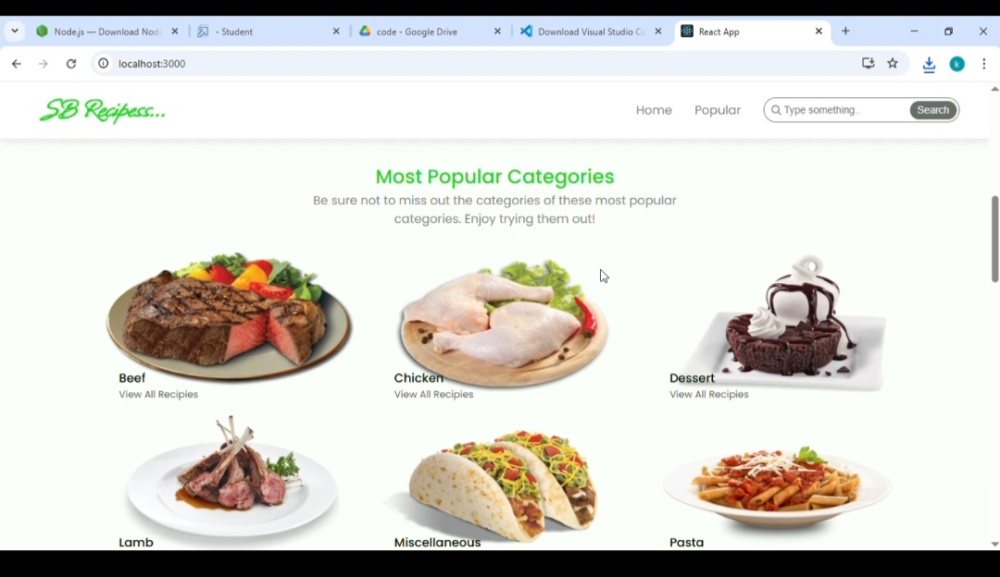 Node.js — Download Node
- Student
code - Google Drive
Download Visual Studio Co
React App
localhost:3000
k
SB Recipess...
Home
Popular
Type something..
Search
Most Popular Categories
Be sure not to miss out the categories of these most popular
categories. Enjoy trying them out!
Beef
View All Recipies
Chicken
View All Recipies
Dessert
View All Recipies
Lamb
Miscellaneous
Pasta